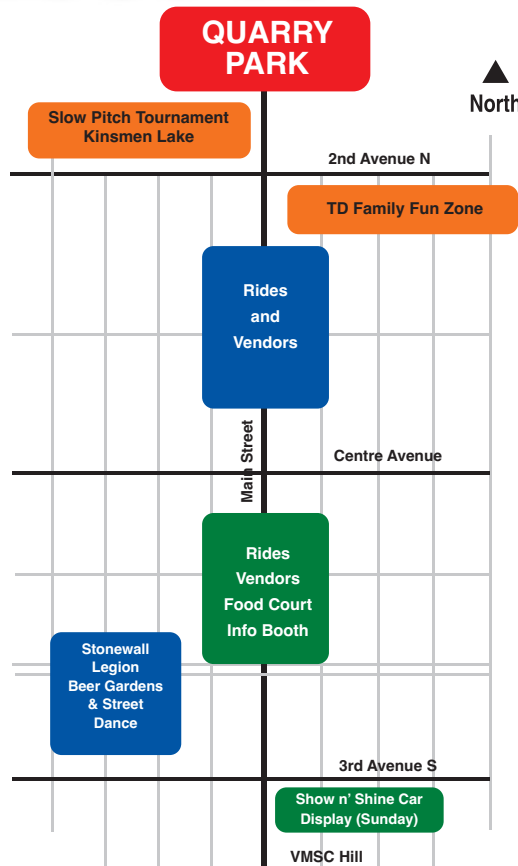 QUARRY
PARK
North
Slow Pitch Tournament
Kinsmen Lake
2nd Avenue N
TD Family Fun Zone
Rides
and
Vendors
Main Street
Centre Avenue
Rides
Vendors
Food Court
Info Booth
Stonewall
Legion
Beer Gardens
& Street
Dance
3rd Avenue S
Show n’ Shine Car
Display (Sunday)
VMSC Hill